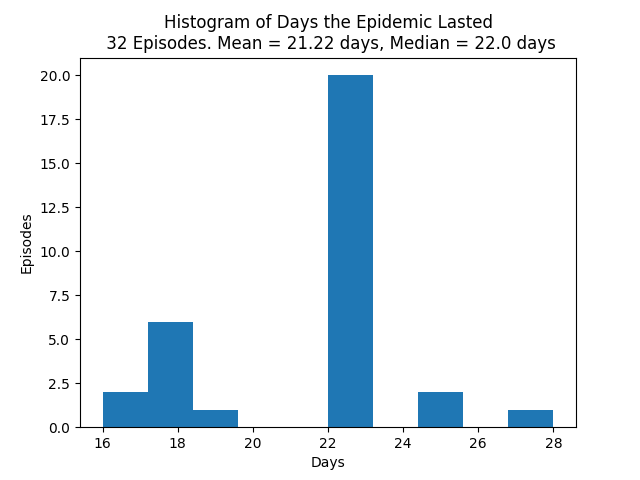 Histogram of Days the Epidemic Lasted
32 Episodes. Mean = 21.22 days, Median = 22.0 days
20.0
17.5
15.0
12.5
10.0
7.5
5.0
2.5
0.0
Episodes
16 18 20 22 24 26 28
Days